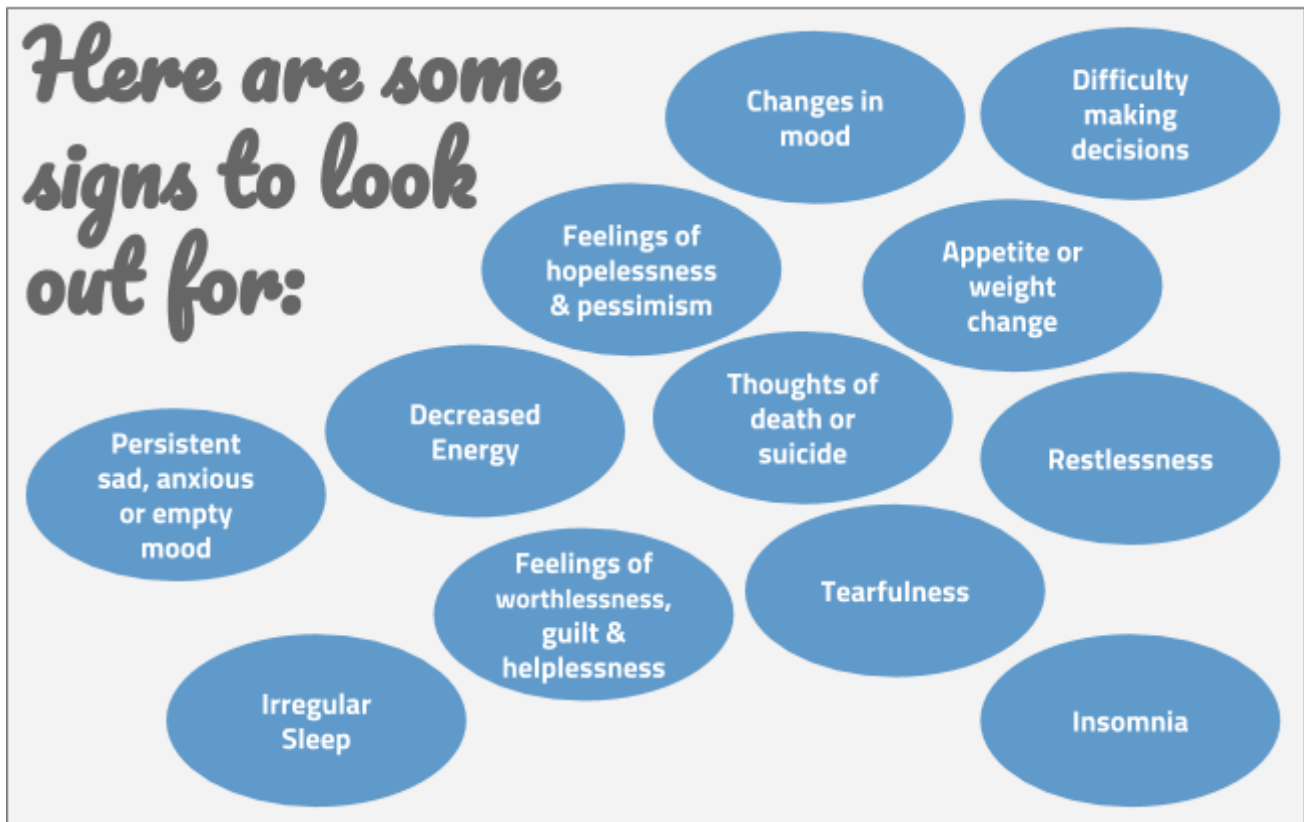 Here are some
signs to look
out for:
Changes in
mood
Difficulty
making
decisions
Feelings of
hopelessness
& pessimism
Appetite or
weight
change
Decreased
Energy
Thoughts of
death or
suicide
Restlessness
Persistent
sad, anxious
or empty
mood
Feelings of
worthlessness,
guilt &
helplessness
Tearfulness
Irregular
Sleep
Insomnia